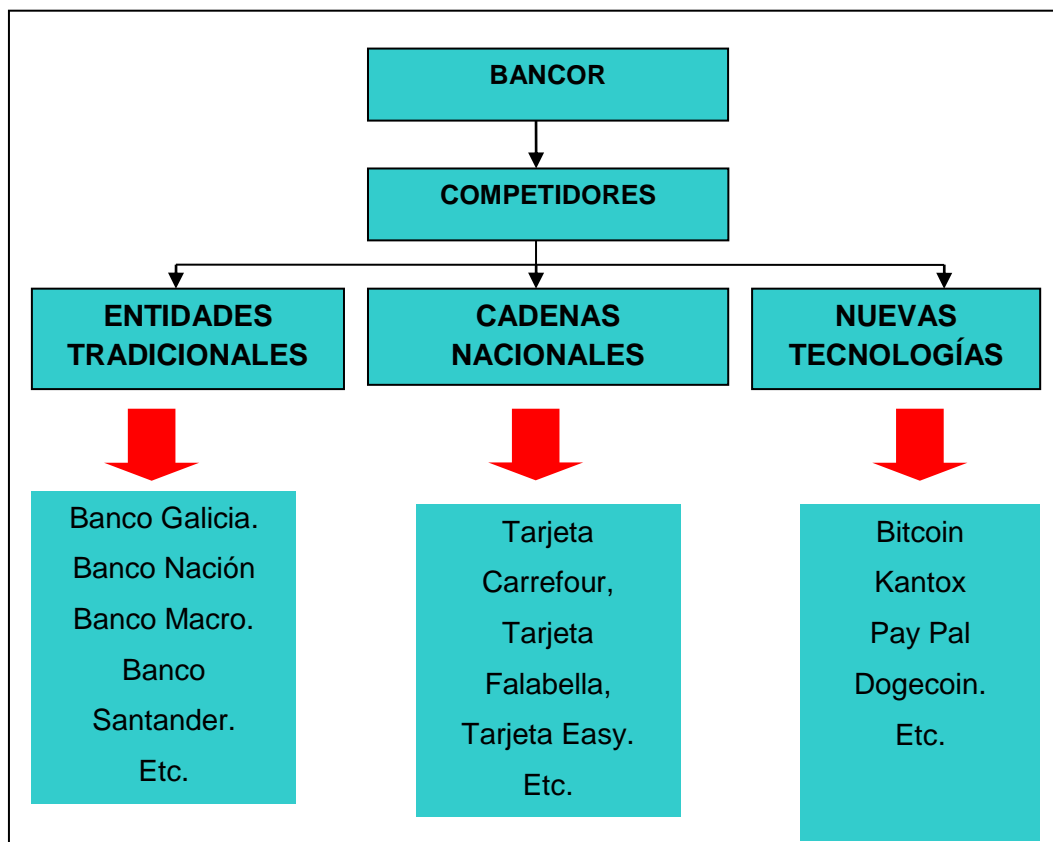 BANCOR
COMPETIDORES
ENTIDADES
TRADICIONALES
CADENAS
NACIONALES
NUEVAS
TECNOLOGÍAS
Banco Galicia.
Banco Nación
Banco Macro.
Banco
Santander.
Etc.
Tarjeta
Carrefour,
Tarjeta
Falabella,
Tarjeta Easy.
Etc.
Bitcoin
Kantox
Pay Pal
Dogecoin.
Etc.